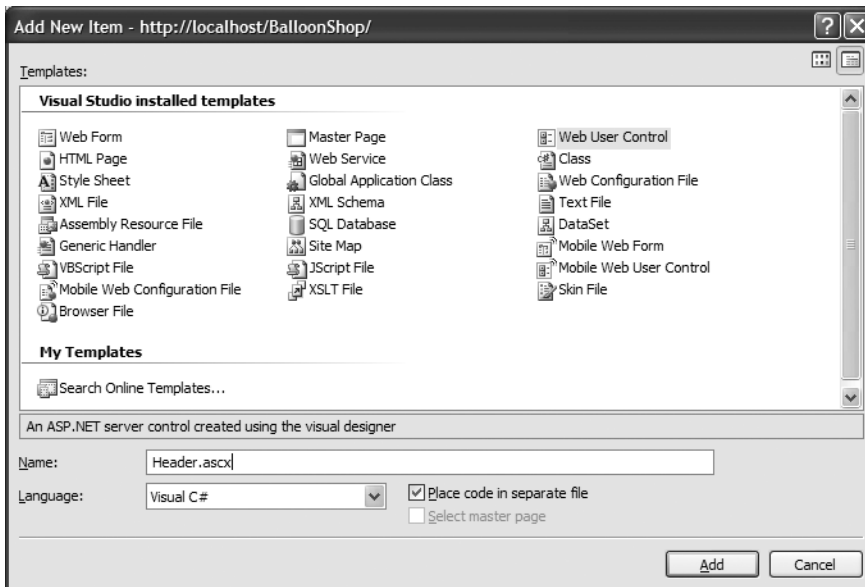 Add New Item - http://localhost/BalloonShop/
Templates:
Visual Studio installed templates
Web Form Master Page Web User Control
HTML Page Web Service Class
Style Sheet Global Application Class Web Configuration File
XML File XML Schema Text File
Assembly Resource File SQL Database DataSet
Generic Handler Site Map Mobile Web Form
VBScript File JScript File Mobile Web User Control
Mobile Web Configuration File XSLT File Skin File
Browser File
My Templates
Search Online Templates...
An ASP.NET server control created using the visual designer
Name: Header.ascx
Language: Visual C# Place code in separate file
Select master page
Add Cancel